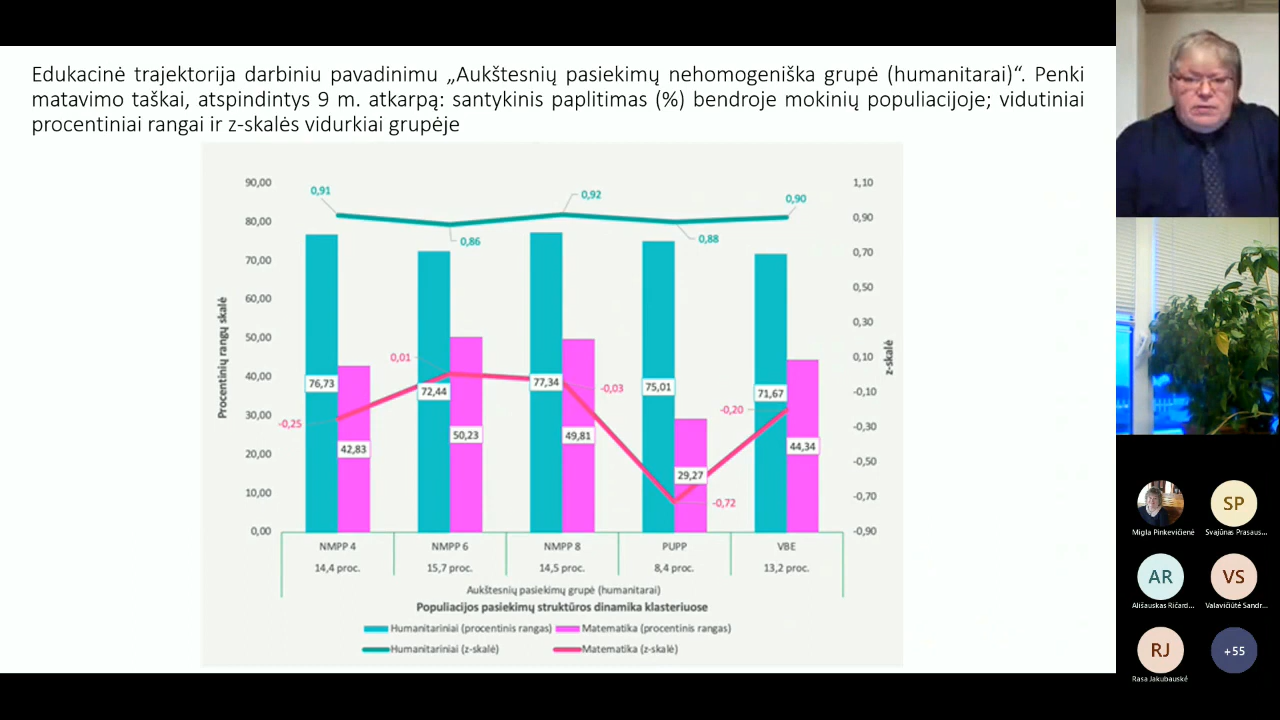 Edukacinė trajektorija darbiniu pavadinimu „Aukštesnių pasiekimų nehomogeniška grupė (humanitarai)“. Penki
matavimo taškai, atspindintys 9 m. atkarpą: santykinis paplitimas (%) bendroje mokinių populiacijoje; vidutiniai
procentiniai rangai ir z-skalės vidurkiai grupėje
90,00
80,00
70,00
60,00
50,00
40,00
30,00
20,00
10,00
0,00
Procentinių rangų skalė
1,10
0,90
0,70
0,50
0,30
0,10
-0,10
-0,30
-0,50
-0,70
-0,90
z-skalė
0,91
0,86
0,92
0,88
0,90
-0,25
0,01
-0,03
-0,72
-0,20
76,73
42,83
72,44
50,23
77,34
49,81
75,01
29,27
71,67
44,34
NMPP 4
NMPP 6
NMPP 8
PUPP
VBE
14,4 proc.
15,7 proc.
14,5 proc.
8,4 proc.
13,2 proc.
Aukštesnių pasiekimų grupė (humanitarai)
Populiacijos pasiekimų struktūros dinamika klasteriuose
Humanitariniai (procentinis rangas)
Matematika (procentinis rangas)
Humanitariniai (z-skalė)
Matematika (z-skalė)
Migla Pinkevičienė
SP
Svajūnas Prasaus...
AR
Ališauskas Ričard...
VS
Valavičiūtė Sandr...
RJ
Rasa Jakubauskė
+55